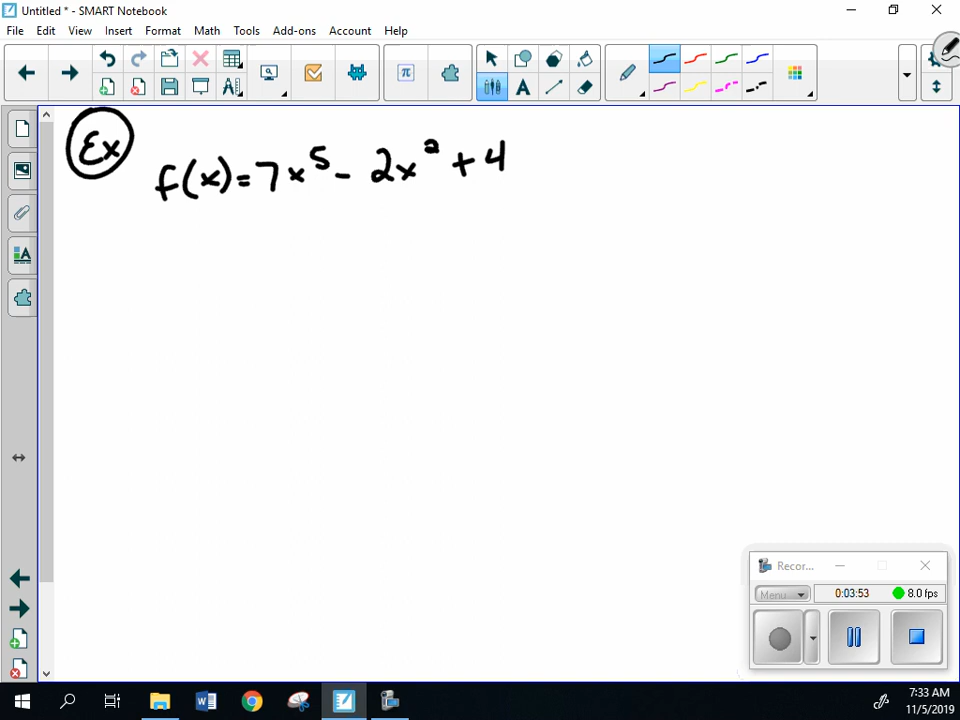 Untitled * - SMART Notebook
File Edit View Insert Format Math Tools Add-ons Account Help
Ex
f(x)=7x⁵ - 2x² + 4
Recor...
Menu 0:03:53 8.0 fps
7:33 AM
11/5/2019